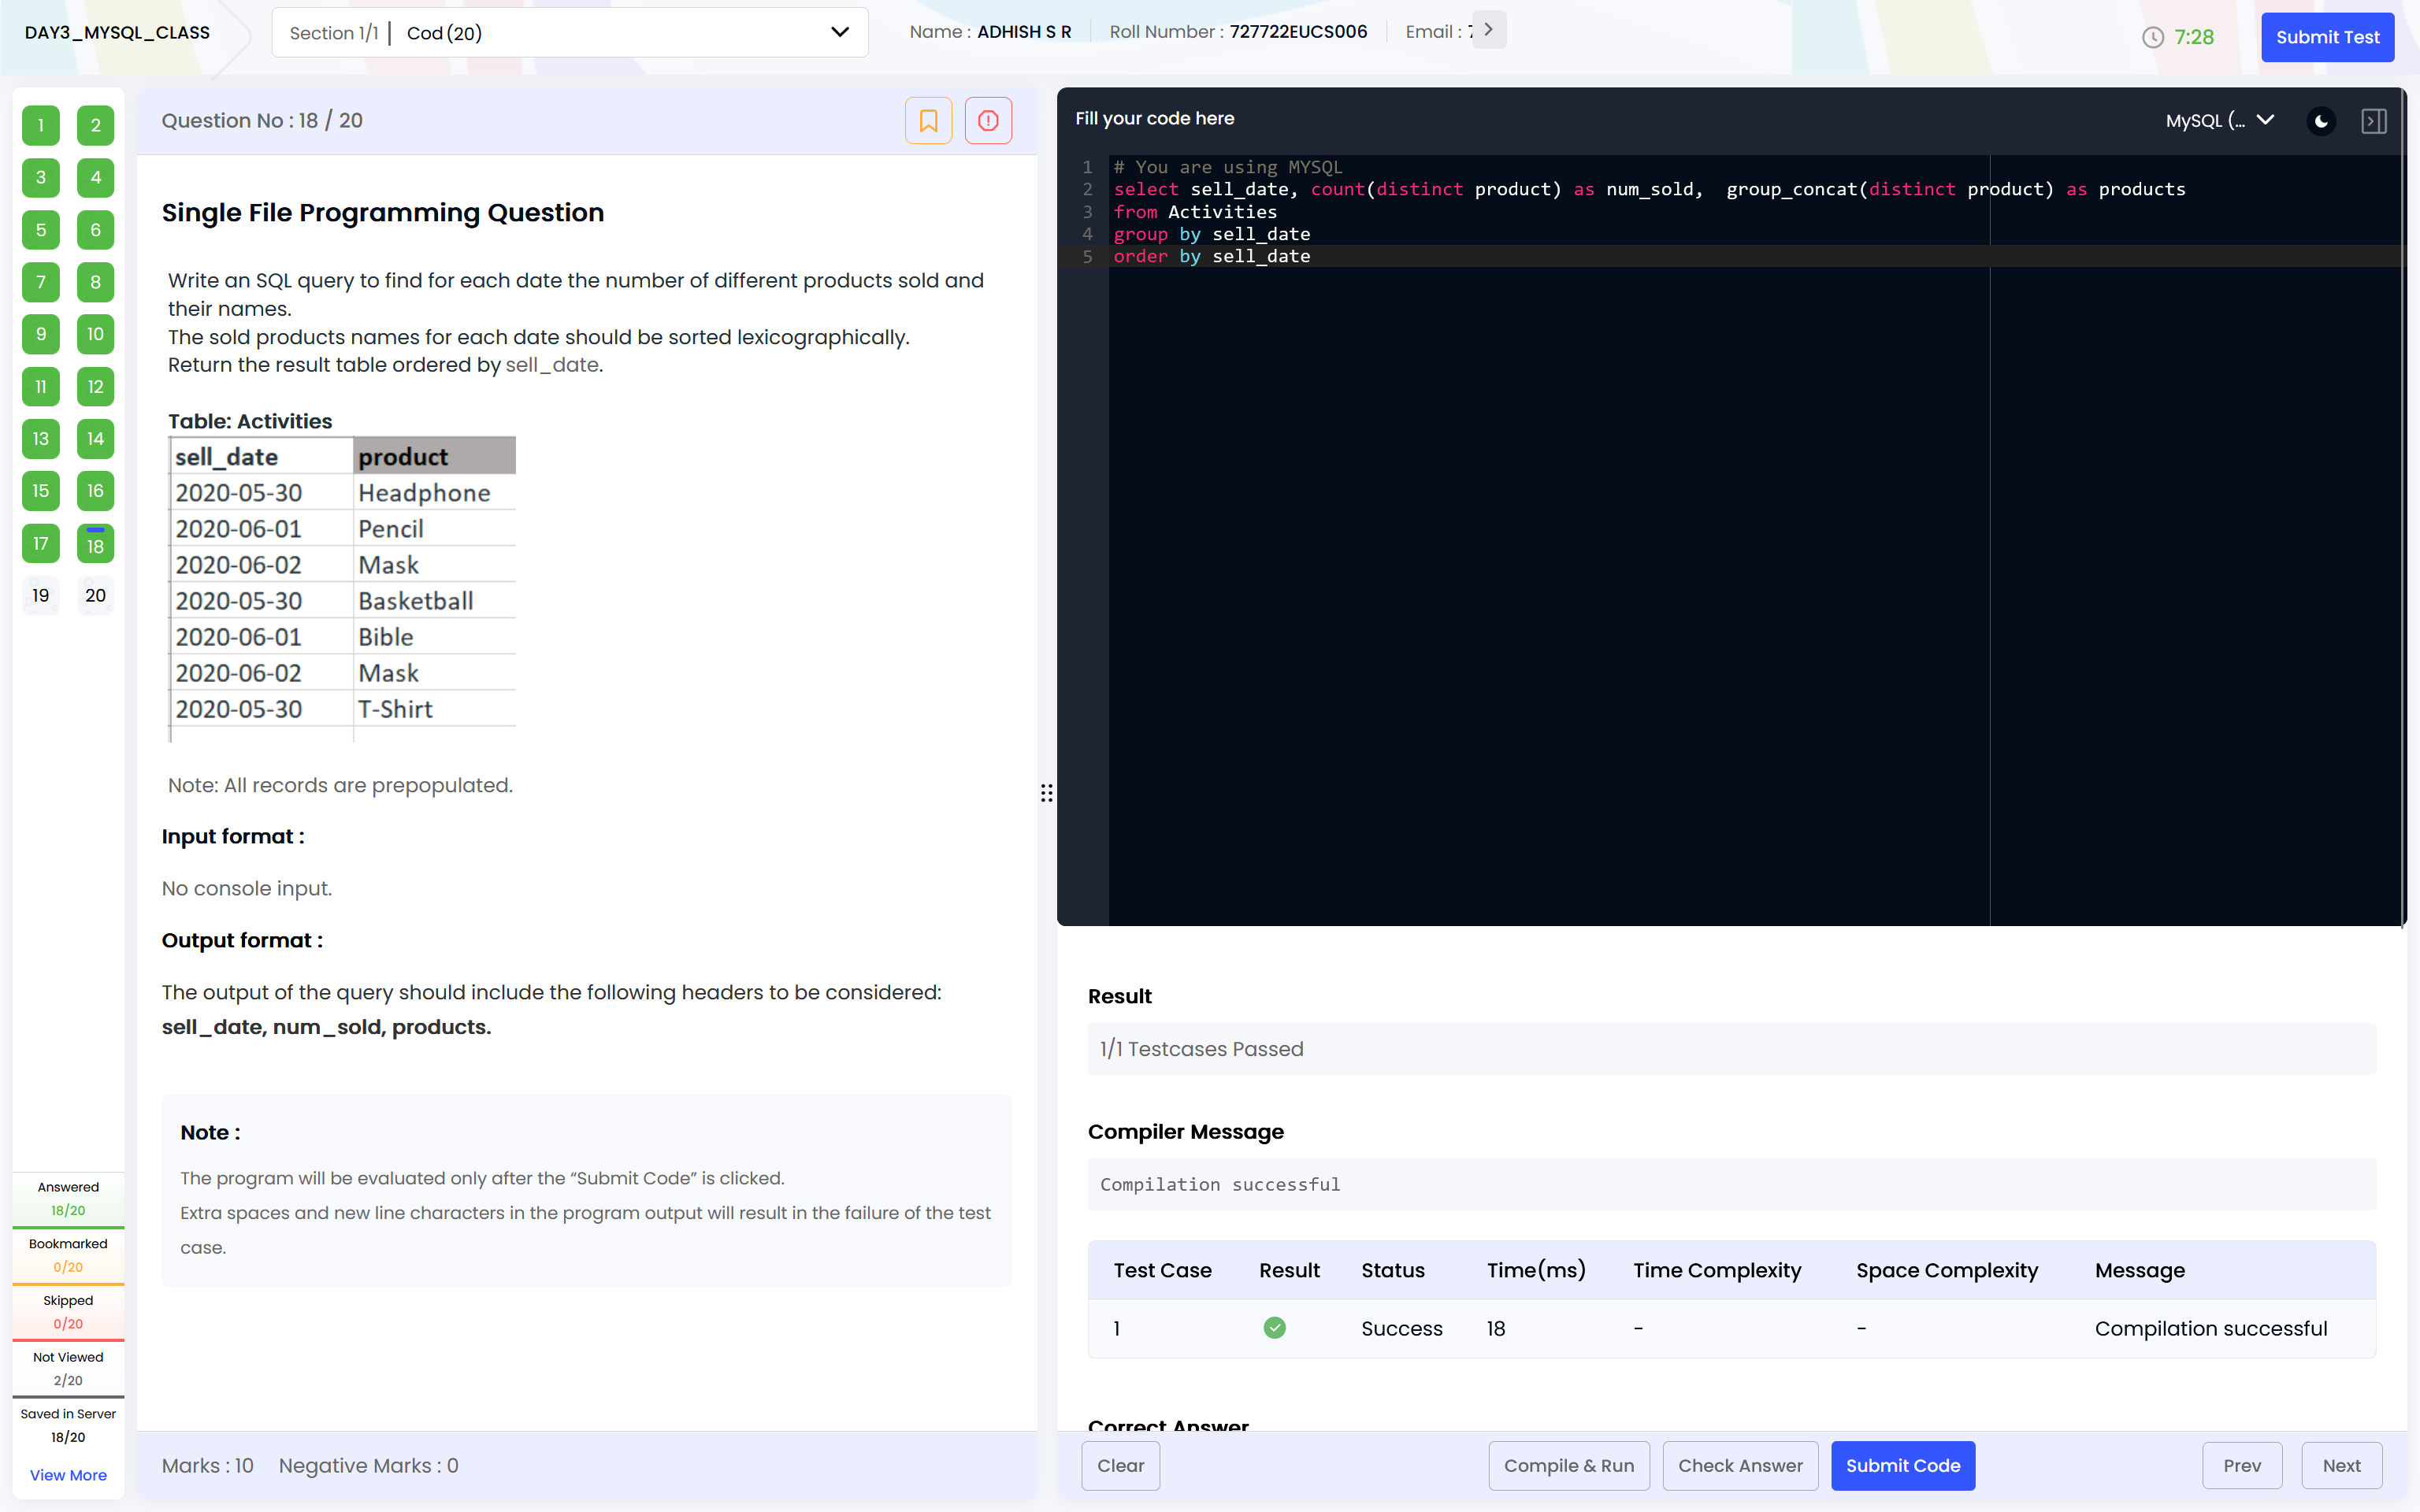 DAY3_MYSQL_CLASS
Section 1/1 | Cod (20)
Name : ADHISH S R
Roll Number : 727722EUCS006
Email :
7:28
Submit Test
1 2
3 4
5 6
7 8
9 10
11 12
13 14
15 16
17 18
19 20
Answered
18/20
Bookmarked
0/20
Skipped
0/20
Not Viewed
2/20
Saved in Server
18/20
View More
Question No : 18 / 20
Single File Programming Question
Write an SQL query to find for each date the number of different products sold and
their names.
The sold products names for each date should be sorted lexicographically.
Return the result table ordered by sell_date.
Table: Activities
sell_date product
2020-05-30 Headphone
2020-06-01 Pencil
2020-06-02 Mask
2020-05-30 Basketball
2020-06-01 Bible
2020-06-02 Mask
2020-05-30 T-Shirt
Note: All records are prepopulated.
Input format :
No console input.
Output format :
The output of the query should include the following headers to be considered:
sell_date, num_sold, products.
Note :
The program will be evaluated only after the “Submit Code” is clicked.
Extra spaces and new line characters in the program output will result in the failure of the test
case.
Marks : 10 Negative Marks : 0
Fill your code here
MySQL (...
1 # You are using MYSQL
2 select sell_date, count(distinct product) as num_sold,  group_concat(distinct product) as products
3 from Activities
4 group by sell_date
5 order by sell_date
Result
1/1 Testcases Passed
Compiler Message
Compilation successful
Test Case Result Status Time(ms) Time Complexity Space Complexity Message
1 Success 18 - - Compilation successful
Correct Answer
Clear
Compile & Run
Check Answer
Submit Code
Prev
Next